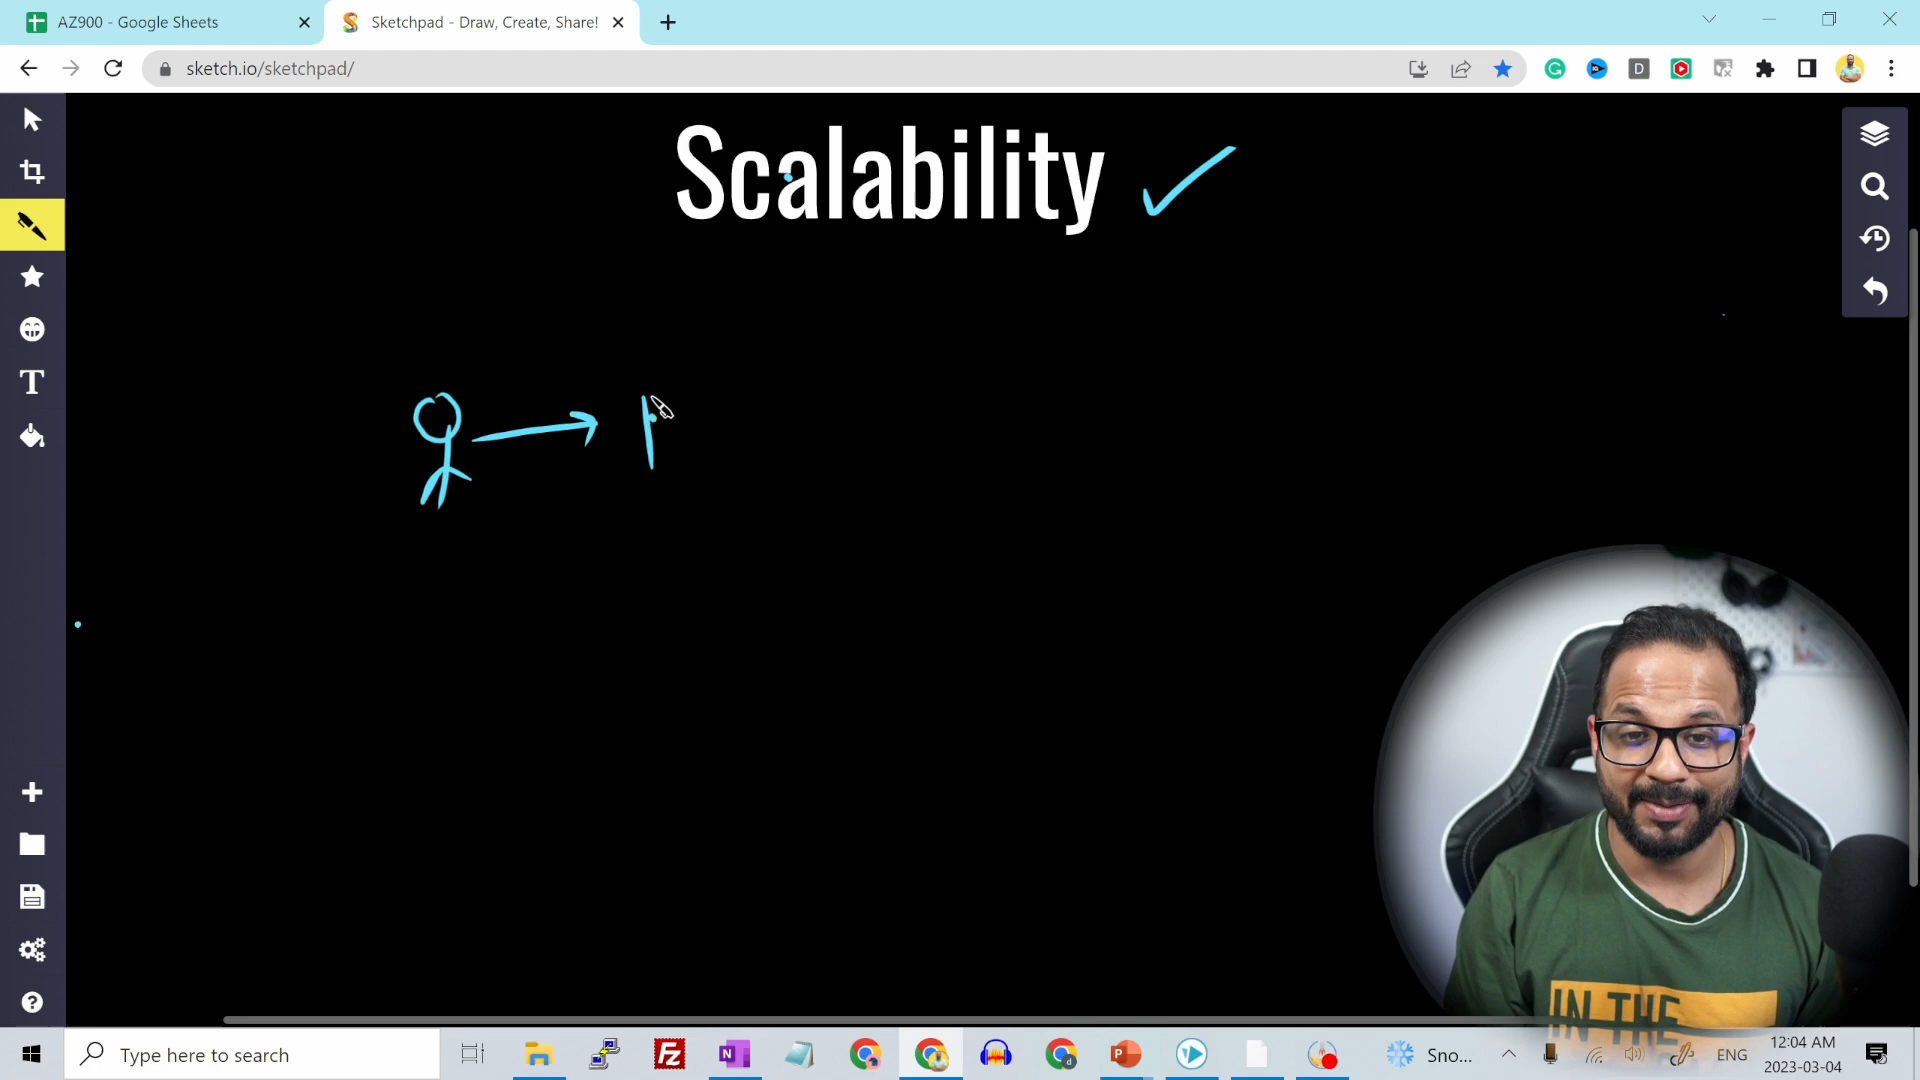 AZ900 - Google Sheets
Sketchpad - Draw, Create, Share!
sketch.io/sketchpad/
Scalability
IN THE
Type here to search
Sno...
ENG
12:04 AM
2023-03-04